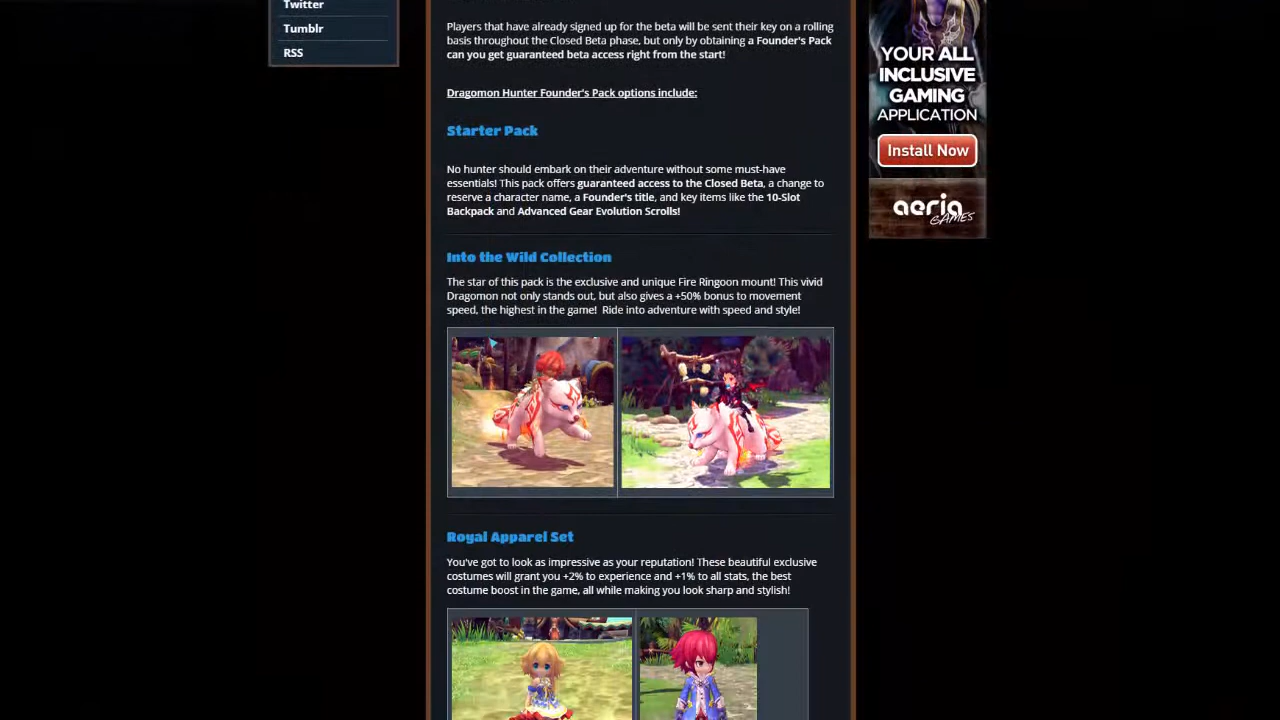 Twitter
Tumblr
RSS
Players that have already signed up for the beta will be sent their key on a rolling
basis throughout the Closed Beta phase, but only by obtaining a Founder's Pack
can you get guaranteed beta access right from the start!
Dragomon Hunter Founder's Pack options include:
Starter Pack
No hunter should embark on their adventure without some must-have
essentials! This pack offers guaranteed access to the Closed Beta, a change to
reserve a character name, a Founder's title, and key items like the 10-Slot
Backpack and Advanced Gear Evolution Scrolls!
Into the Wild Collection
The star of this pack is the exclusive and unique Fire Ringoon mount! This vivid
Dragomon not only stands out, but also gives a +50% bonus to movement
speed, the highest in the game! Ride into adventure with speed and style!
Royal Apparel Set
You've got to look as impressive as your reputation! These beautiful exclusive
costumes will grant you +2% to experience and +1% to all stats, the best
costume boost in the game, all while making you look sharp and stylish!
YOUR ALL
INCLUSIVE
GAMING
APPLICATION
Install Now
aeria
GAMES